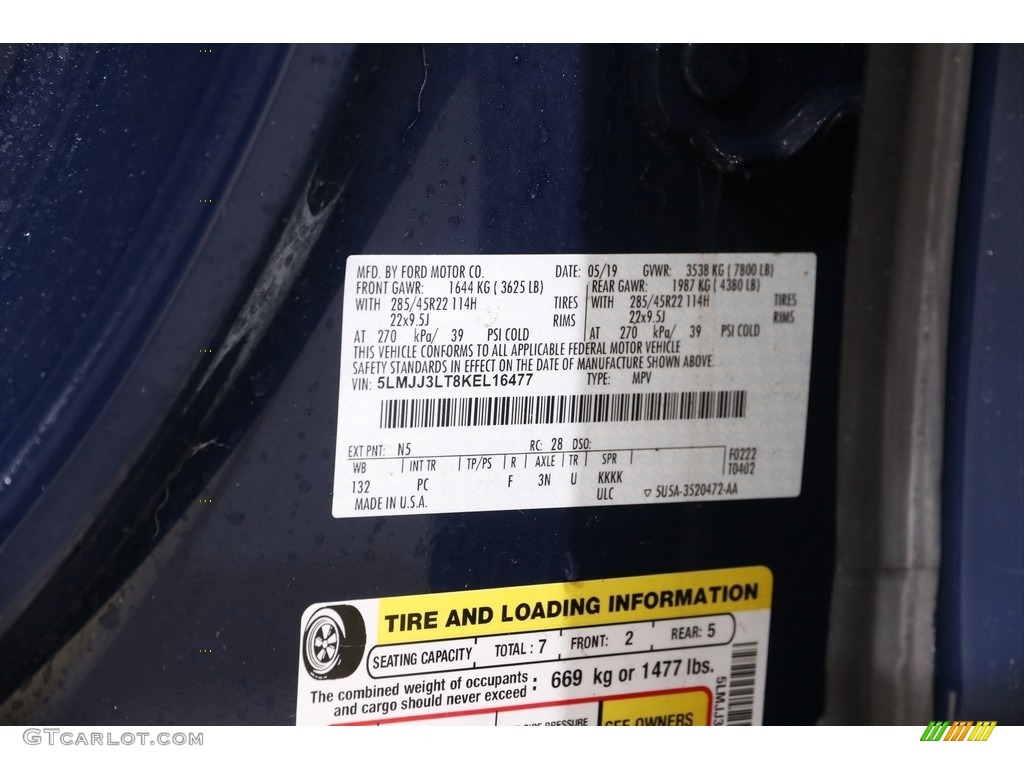 MFD. BY FORD MOTOR CO. DATE: 05/19 GVWR: 3538 KG ( 7800 LB)
FRONT GAWR: 1644 KG ( 3625 LB) REAR GAWR: 1987 KG ( 4380 LB)
WITH 285/45R22 114H TIRES WITH 285/45R22 114H TIRES
22x9.5J RIMS 22x9.5J RIMS
AT 270 kPa/ 39 PSI COLD AT 270 kPa/ 39 PSI COLD
THIS VEHICLE CONFORMS TO ALL APPLICABLE FEDERAL MOTOR VEHICLE
SAFETY STANDARDS IN EFFECT ON THE DATE OF MANUFACTURE SHOWN ABOVE.
VIN: 5LMJJ3LT8KEL16477 TYPE: MPV
EXT PNT: N5 RC: 28 DSO:
WB INT TR TP/PS R AXLE TR SPR F0222
T0402
132 PC F 3N U KKKK
ULC 5U5A-3520472-AA
MADE IN U.S.A.
TIRE AND LOADING INFORMATION
SEATING CAPACITY TOTAL : 7 FRONT: 2 REAR: 5
The combined weight of occupants
and cargo should never exceed : 669 kg or 1477 lbs.
5LMJJ3
PRESSURE
SEE OWNERS
GTcarlot.com